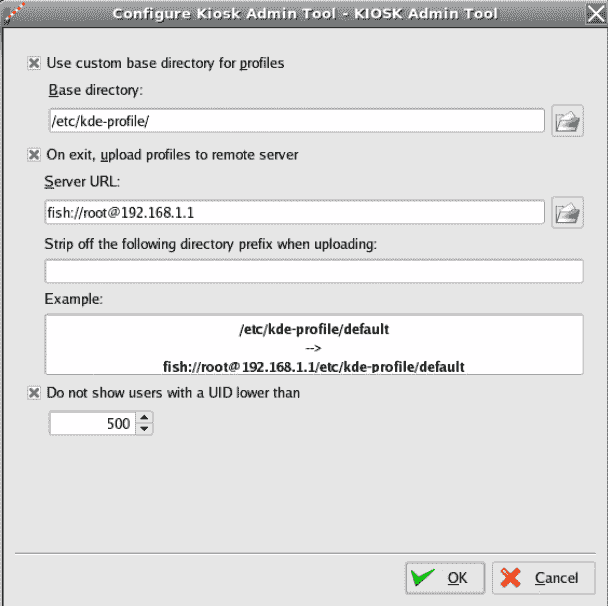 Configure Kiosk Admin Tool - KIOSK Admin Tool
Use custom base directory for profiles
Base directory:
/etc/kde-profile/
On exit, upload profiles to remote server
Server URL:
fish://root@192.168.1.1
Strip off the following directory prefix when uploading:
Example:
/etc/kde-profile/default
-->
fish://root@192.168.1.1/etc/kde-profile/default
Do not show users with a UID lower than
500
OK
Cancel